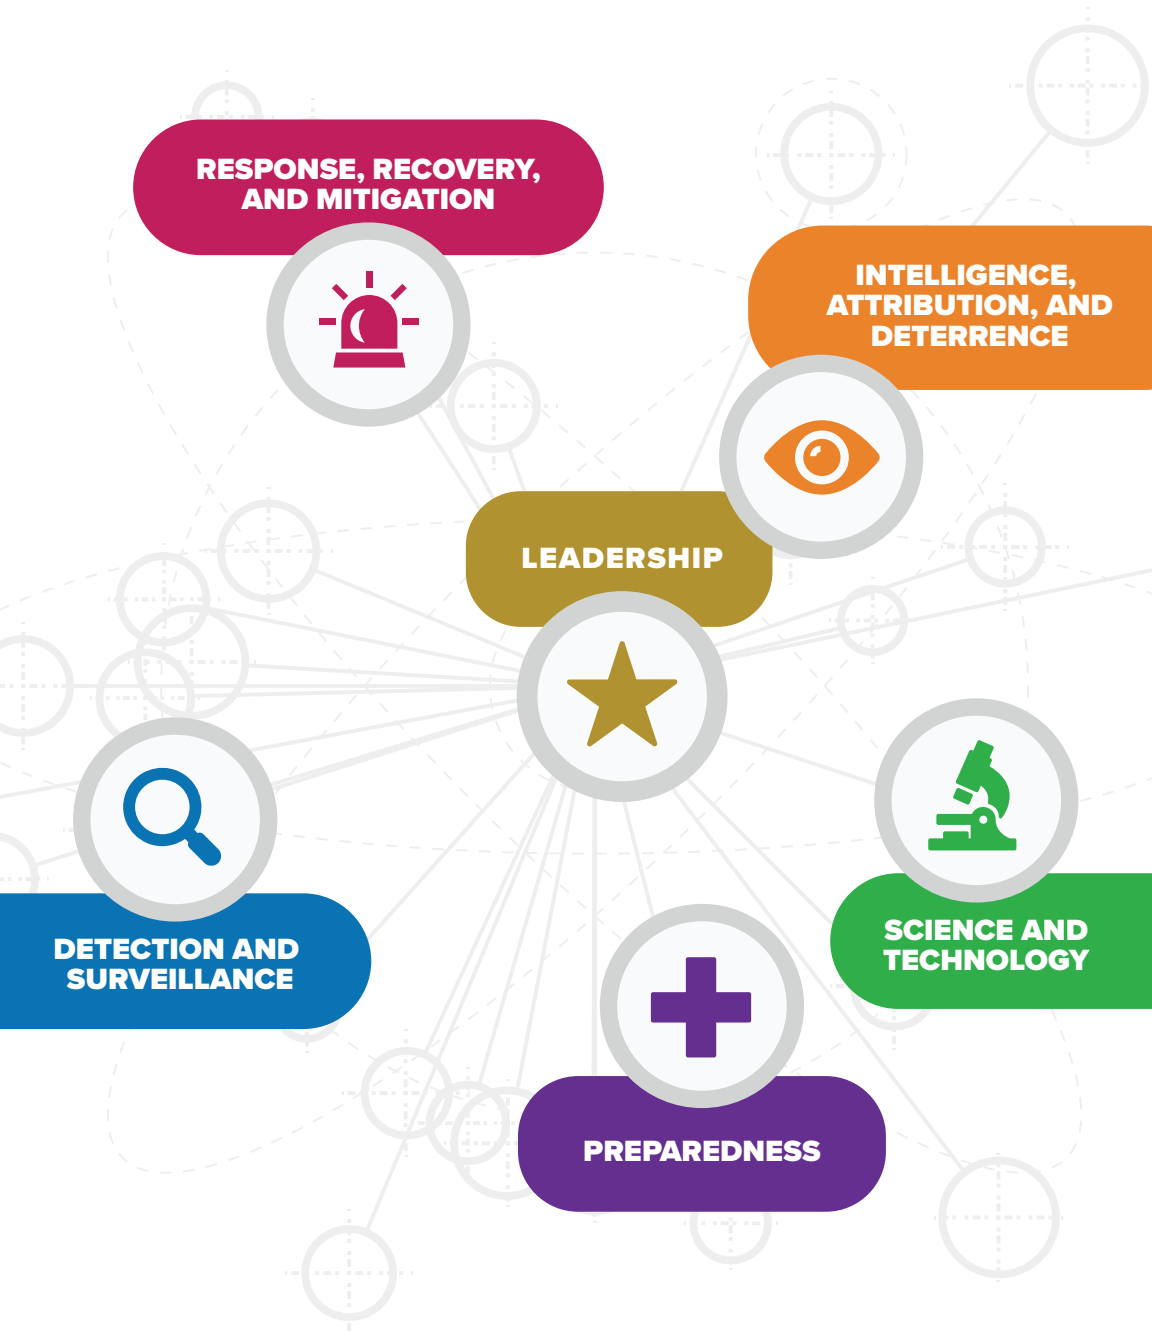 RESPONSE, RECOVERY,
AND MITIGATION
INTELLIGENCE,
ATTRIBUTION, AND
DETERRENCE
LEADERSHIP
DETECTION AND
SURVEILLANCE
SCIENCE AND
TECHNOLOGY
PREPAREDNESS